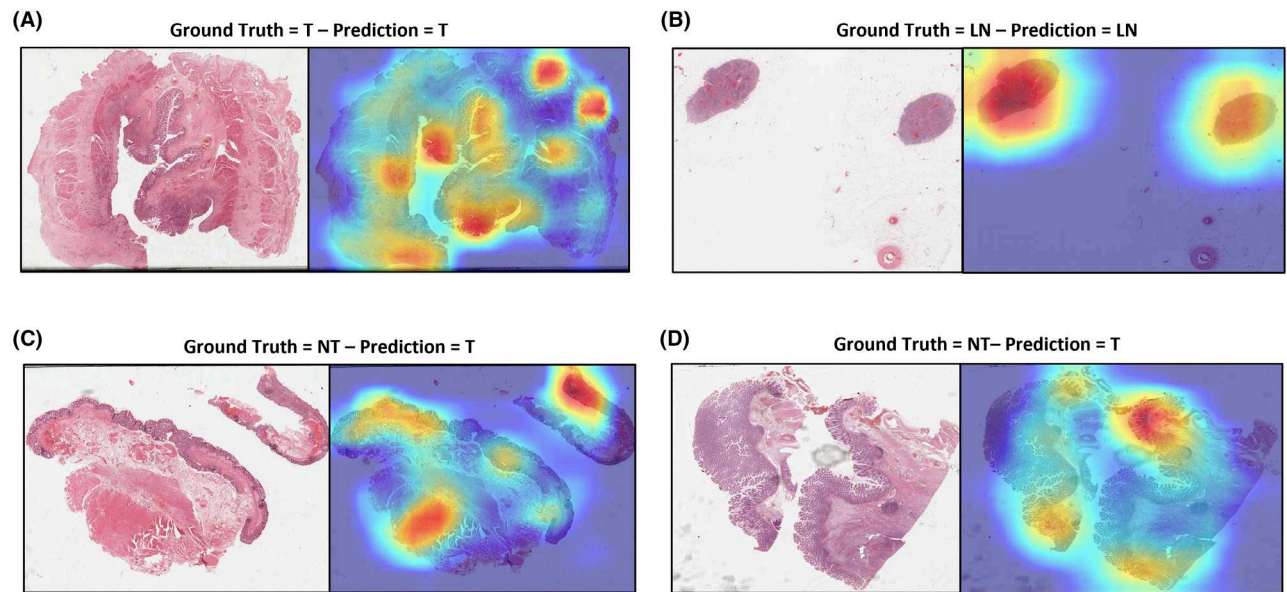 (A)
Ground Truth = T – Prediction = T
(B)
Ground Truth = LN – Prediction = LN
(C)
Ground Truth = NT – Prediction = T
(D)
Ground Truth = NT– Prediction = T